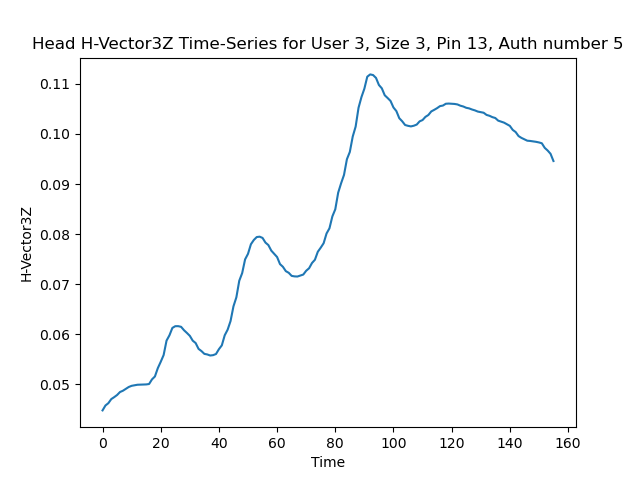 Head H-Vector3Z Time-Series for User 3, Size 3, Pin 13, Auth number 5
0.11
0.10
0.09
0.08
0.07
0.06
0.05
H-Vector3Z
0 20 40 60 80 100 120 140 160
Time